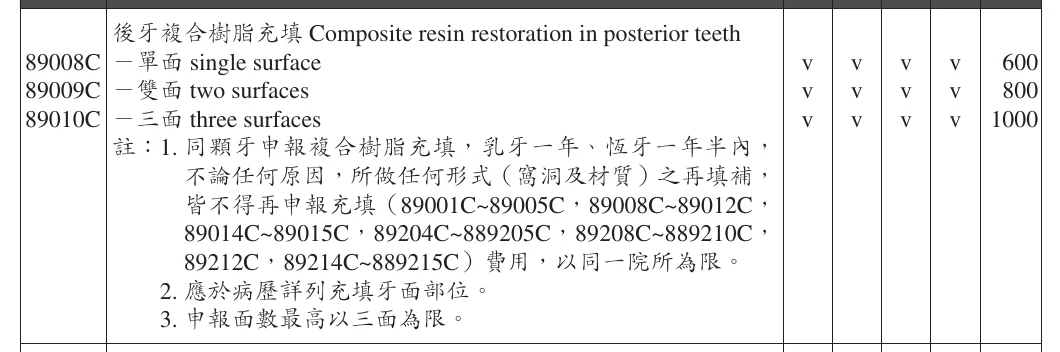 後牙複合樹脂充填 Composite resin restoration in posterior teeth
89008C －單面 single surface v v v v 600
89009C －雙面 two surfaces v v v v 800
89010C －三面 three surfaces v v v v 1000
註：1. 同顆牙申報複合樹脂充填，乳牙一年、恆牙一年半內，
不論任何原因，所做任何形式（窩洞及材質）之再填補，
皆不得再申報充填（89001C~89005C，89008C~89012C，
89014C~89015C，89204C~889205C，89208C~889210C，
89212C，89214C~889215C）費用，以同一院所為限。
2. 應於病歷詳列充填牙面部位。
3. 申報面數最高以三面為限。